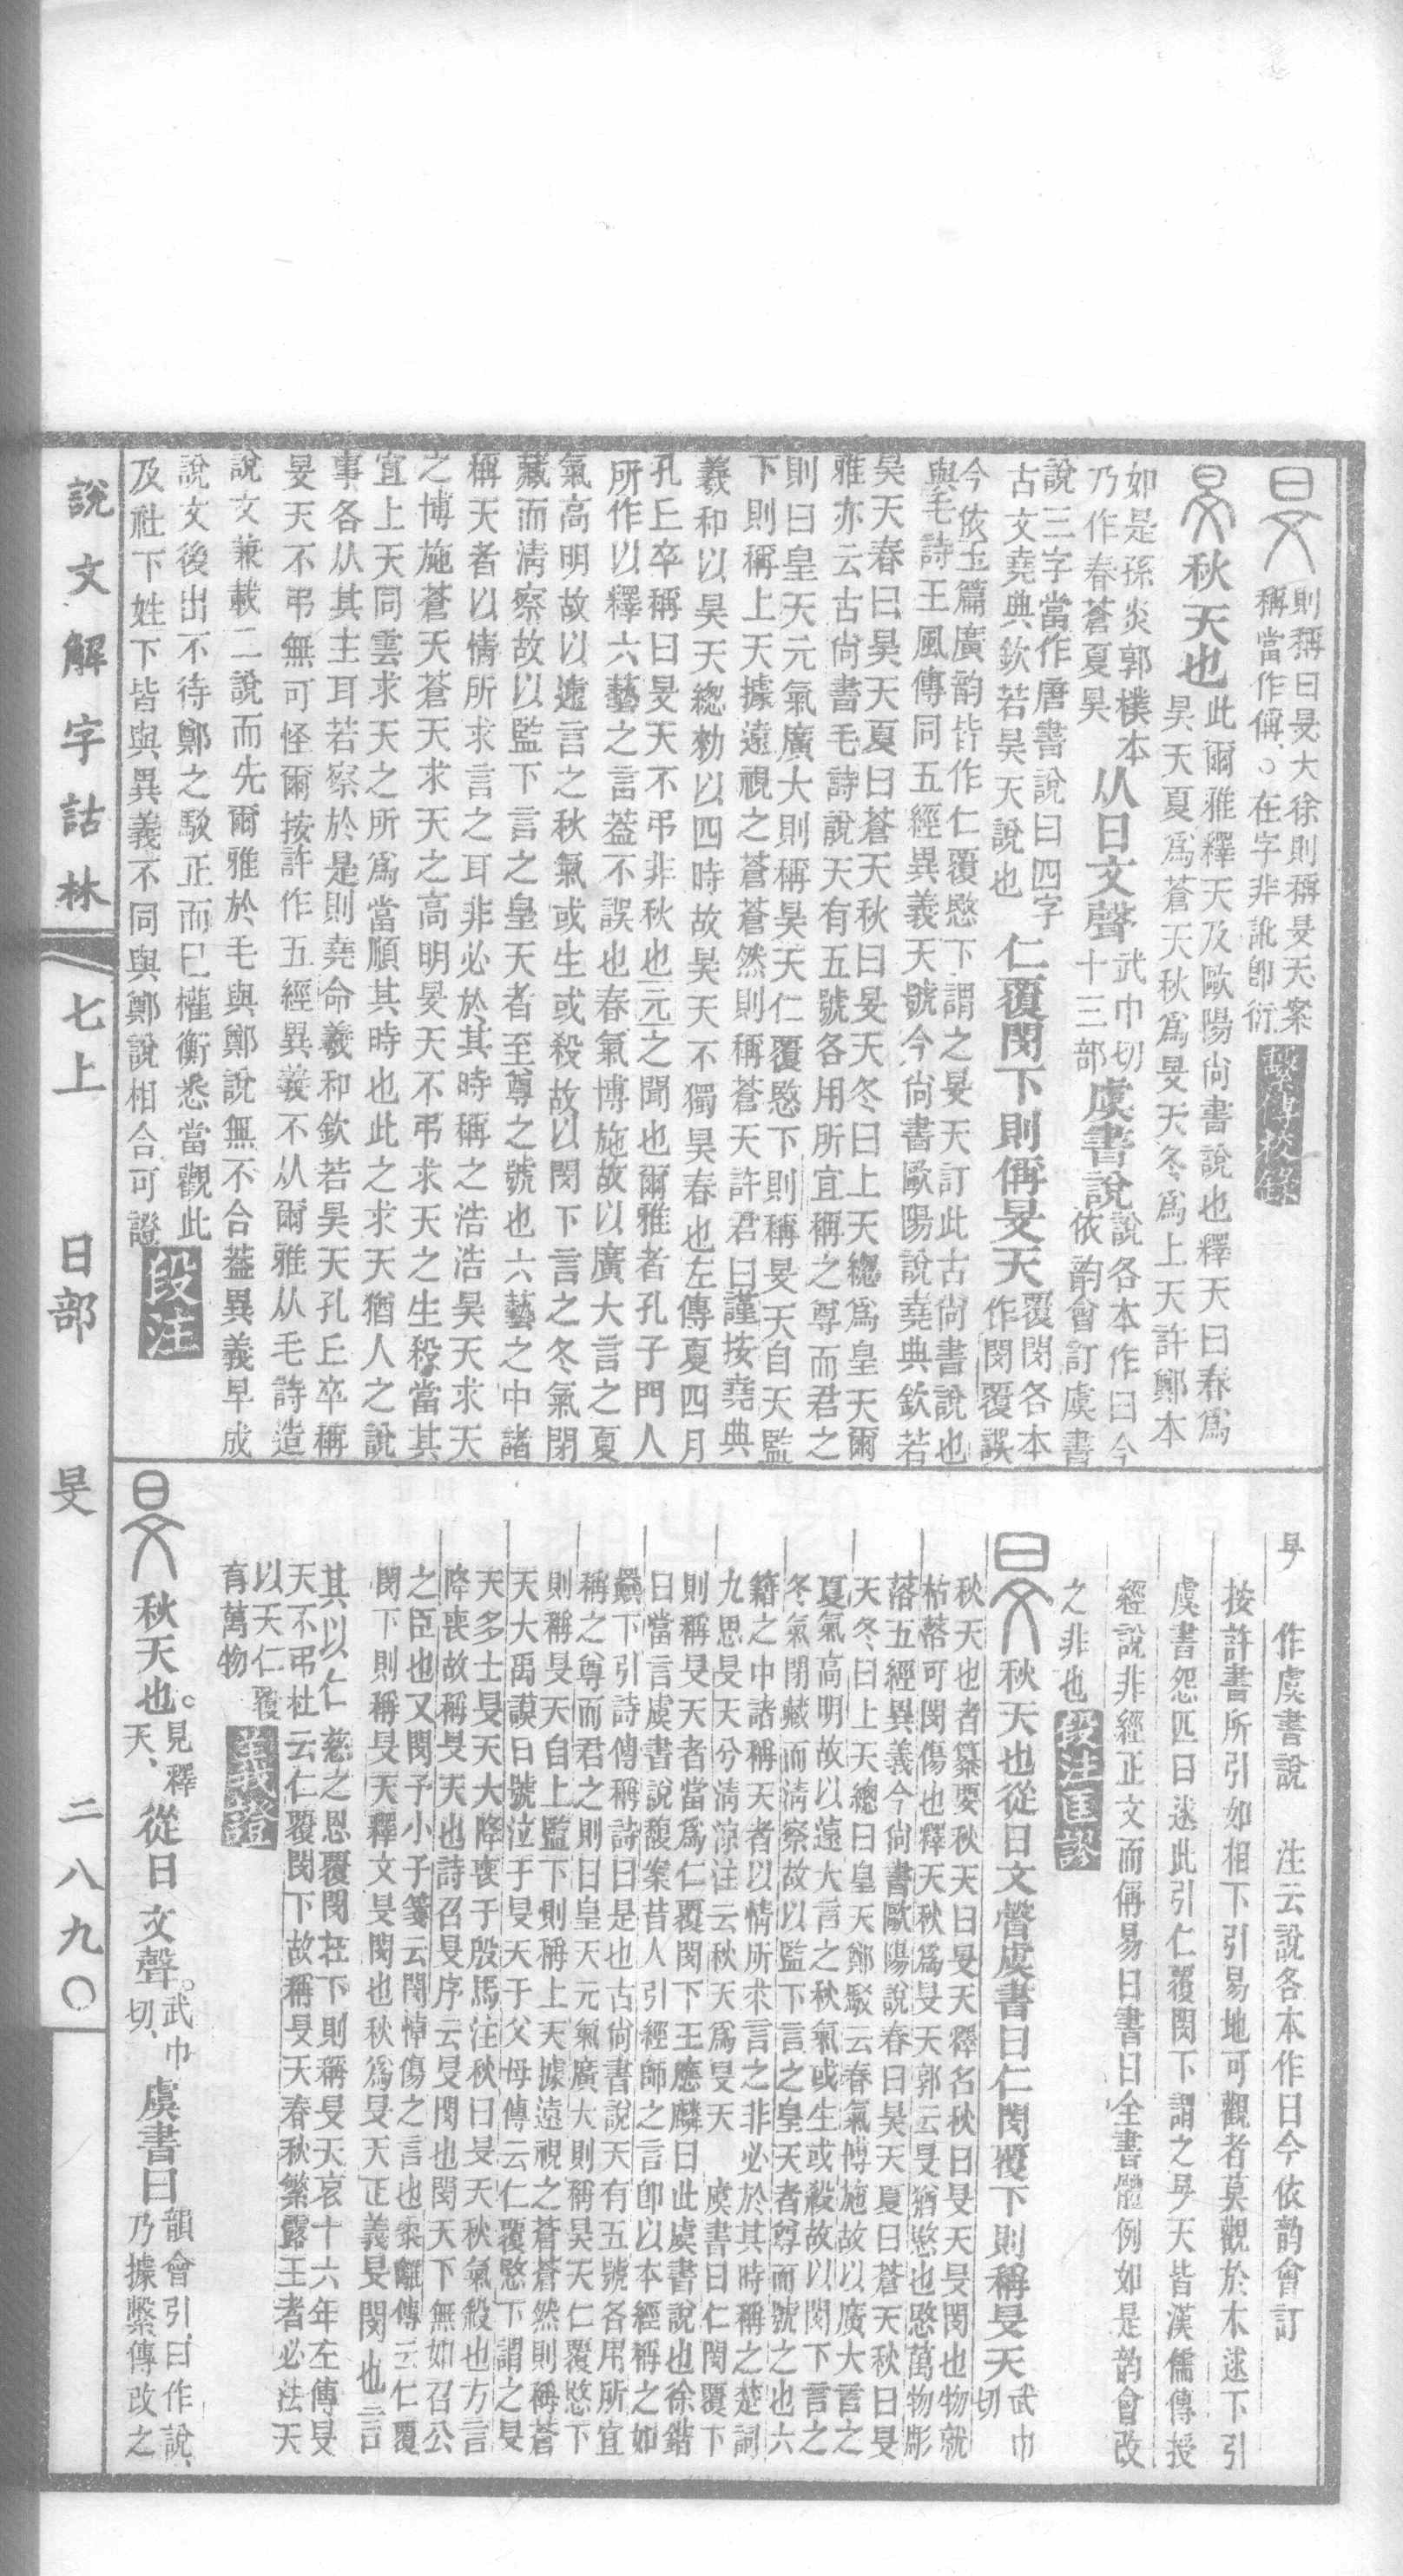 旻
則稱曰旻大徐則稱旻天案
稱當作偁。○在字非訛卽衍
繫傳校錄
旻秋天也
此爾雅釋天及歐陽尙書說也釋天曰春爲
昊天夏爲蒼天秋爲旻天冬爲上天許鄭本
如是孫炎郭樸本
乃作春蒼夏昊
从日文聲
武巾切
十三部
虞書說
說各本作曰今
依韵會訂虞書
說三字當作唐書說曰四字
古文堯典欽若昊天說也
仁覆閔下則偁旻天
覆閔各本
作閔覆誤
今依玉篇廣韵皆作仁覆愍下謂之旻天訂此古尙書說也
與毛詩王風傳同五經異義天號今尙書歐陽說堯典欽若
昊天春曰昊天夏曰蒼天秋曰旻天冬曰上天總爲皇天爾
雅亦云古尙書毛詩說天有五號各用所宜稱之尊而君之
則曰皇天元氣廣大則稱昊天仁覆愍下則稱旻天自天監
下則稱上天據遠視之蒼蒼然則稱蒼天許君曰謹按堯典
羲和以昊天總勑以四時故昊天不獨昊春也左傳夏四月
孔丘卒稱曰旻天不弔非秋也元之聞也爾雅者孔子門人
所作以釋六藝之言葢不誤也春氣博施故以廣大言之夏
氣高明故以遠言之秋氣或生或殺故以閔下言之冬氣閉
藏而淸察故以監下言之皇天者至尊之號也六藝之中諸
稱天者以情所求言之耳非必於其時稱之浩浩昊天求天
之博施蒼天蒼天求天之高明旻天不弔求天之生殺當其
宜上天同雲求天之所爲當順其時也此之求天猶人之說
事各从其主耳若察於是則堯命羲和欽若昊天孔丘卒稱
旻天不弔無可怪爾按許作五經異義不从爾雅从毛詩造
說文兼載二說而先爾雅於毛與鄭說無不合葢異義早成
說文後出不待鄭之駮正而已權衡悉當觀此
及社下姓下皆與異義不同與鄭說相合可證
段注
作虞書說　注云說各本作曰今依韵會訂
按許書所引如相下引易地可觀者莫觀於木逑下引
虞書怨匹曰逑此引仁覆閔下謂之旻天皆漢儒傳授
經說非經正文而偁易曰書曰全書體例如是韵會改
之非也
段注匡謬
旻秋天也從日文聲虞書曰仁閔覆下則稱旻天
武巾
切
秋天也者纂要秋天曰旻天釋名秋曰旻天旻閔也物就
枯落可閔傷也釋天秋爲旻天郭云旻猶愍也愍萬物彫
落五經異義今尙書歐陽說春曰昊天夏曰蒼天秋曰旻
天冬曰上天總曰皇天鄭駁云春氣博施故以廣大言之
夏氣高明故以遠大言之秋氣或生或殺故以閔下言之
冬氣閉藏而淸察故以監下言之皇天者尊而號之也六
籍之中諸稱天者以情所求言之非必於其時稱之楚詞
九思旻天兮淸涼注云秋天爲旻天　虞書曰仁閔覆下
則稱旻天者當爲仁覆閔下王應麟曰此虞書說也徐鍇
曰當言虞書說馥案昔人引經師之言卽以本經稱之如
下引詩傳稱詩曰是也古尙書說天有五號各用所宜
稱之尊而君之則曰皇天元氣廣大則稱昊天仁覆愍下
則稱旻天自上監下則稱上天據遠視之蒼蒼然則稱蒼
天大禹謨日號泣于旻天于父母傳云仁覆愍下謂之旻
天多士旻天大降喪于殷馬注秋曰旻天秋氣殺也方言
降喪故稱旻天也詩召旻序云旻閔也閔天下無如召公
之臣也又閔予小子箋云閔悼傷之言也黍離傳云仁覆
閔下則稱旻天釋文旻閔也秋爲旻天正義旻閔也言
其以仁慈之恩覆閔在下則稱旻天哀十六年左傳旻
天不弔杜云仁覆閔下故稱旻天春秋繁露王者必法天
以天仁覆
有萬物
義證
旻秋天也。
見釋
天、
從日文聲。
武巾
切、
虞書曰
韻會引曰作說、
乃據繫傳改之
說文解字詁林
七上　日部　旻
二八九〇